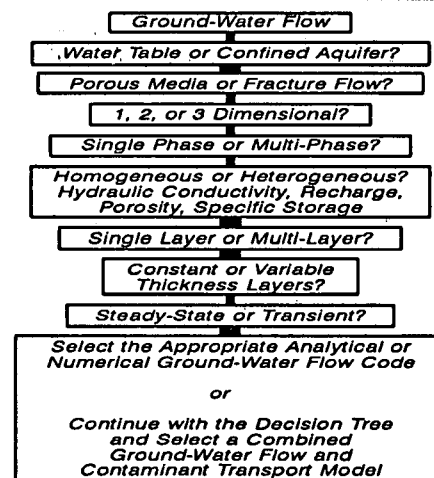 Ground-Water Flow
Water Table or Confined Aquifer?
Porous Media or Fracture Flow?
1, 2, or 3 Dimensional?
Single Phase or Multi-Phase?
Homogeneous or Heterogeneous?
Hydraulic Conductivity, Recharge,
Porosity, Specific Storage
Single Layer or Multi-Layer?
Constant or Variable
Thickness Layers?
Steady-State or Transient?
Select the Appropriate Analytical or
Numerical Ground-Water Flow Code
or
Continue with the Decision Tree
and Select a Combined
Ground-Water Flow and
Contaminant Transport Model